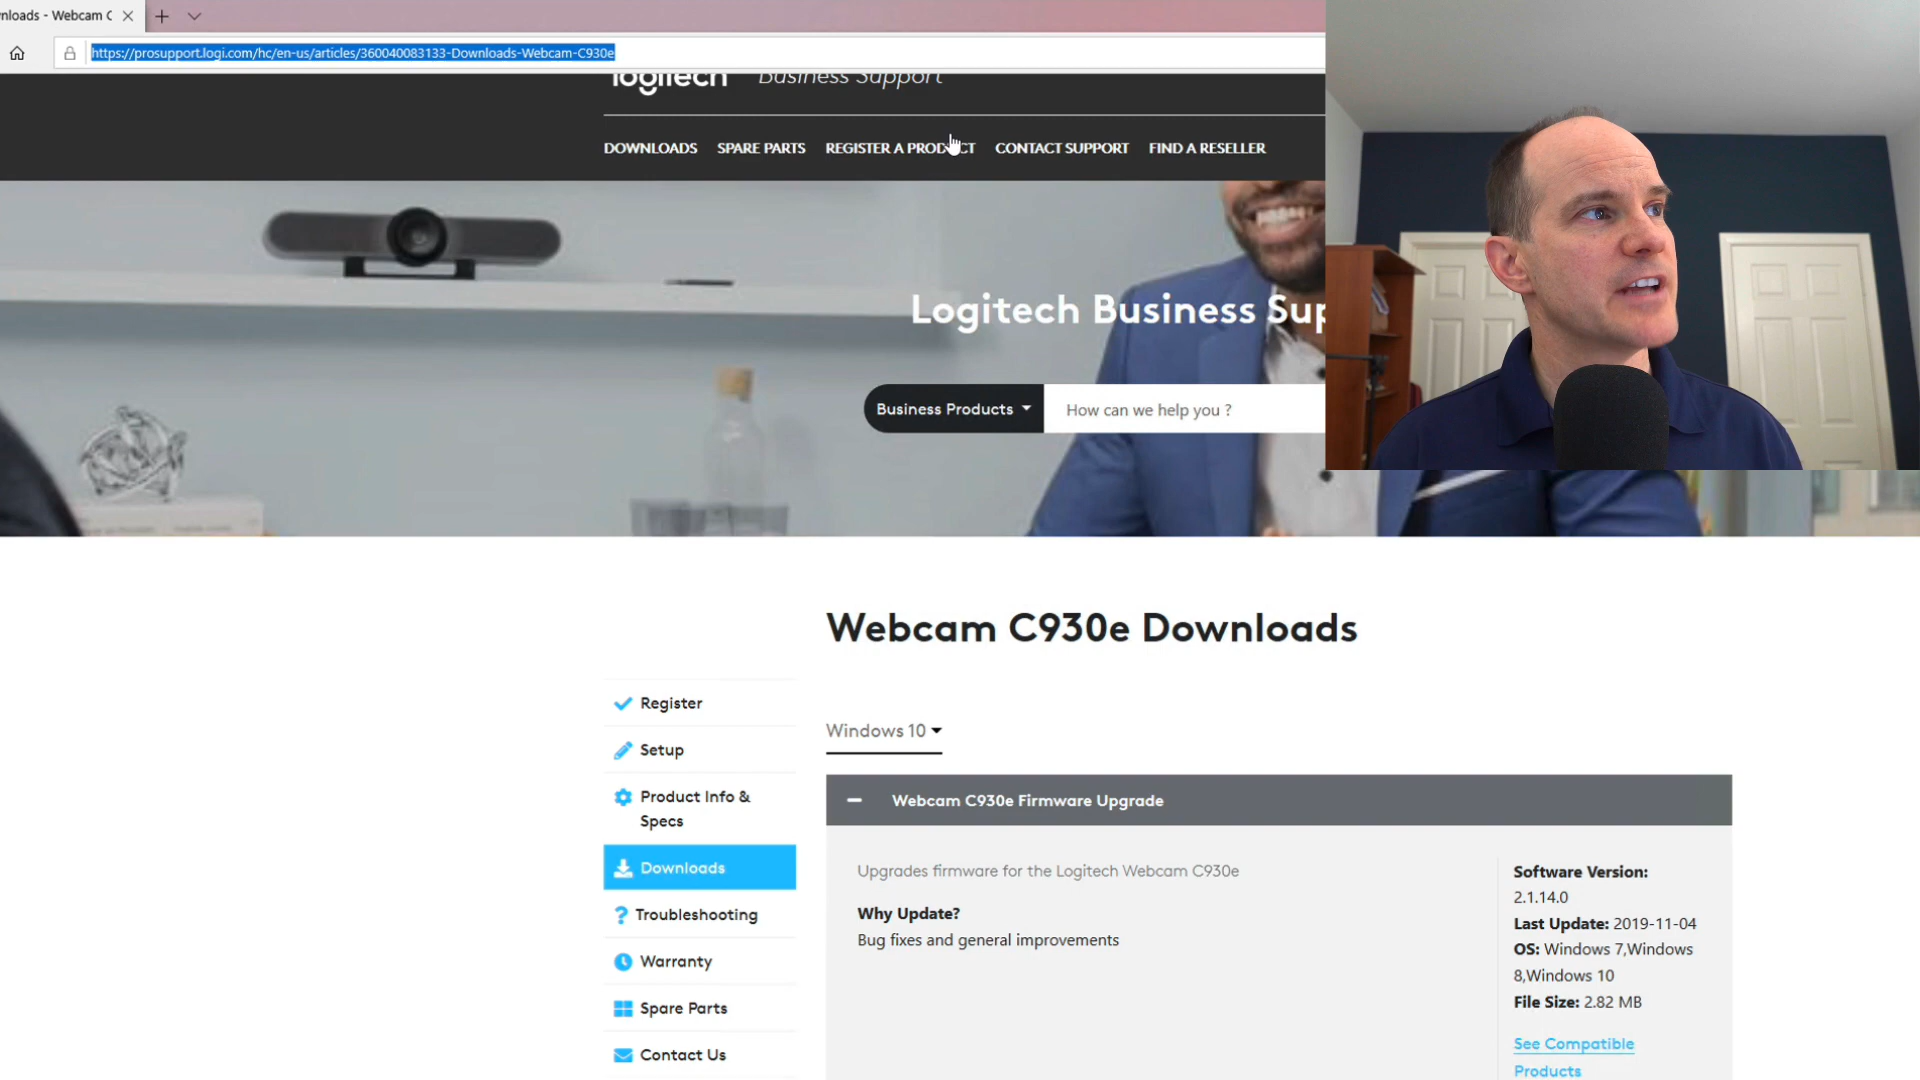 nloads - Webcam C
https://prosupport.logi.com/hc/en-us/articles/360040083133-Downloads-Webcam-C930e
logitech Business Support
DOWNLOADS SPARE PARTS REGISTER A PRODUCT CONTACT SUPPORT FIND A RESELLER
Logitech Business Sup
Business Products How can we help you ?
Webcam C930e Downloads
Register
Setup
Product Info &
Specs
Downloads
Troubleshooting
Warranty
Spare Parts
Contact Us
Windows 10
Webcam C930e Firmware Upgrade
Upgrades firmware for the Logitech Webcam C930e
Why Update?
Bug fixes and general improvements
Software Version:
2.1.14.0
Last Update: 2019-11-04
OS: Windows 7,Windows
8,Windows 10
File Size: 2.82 MB
See Compatible
Products